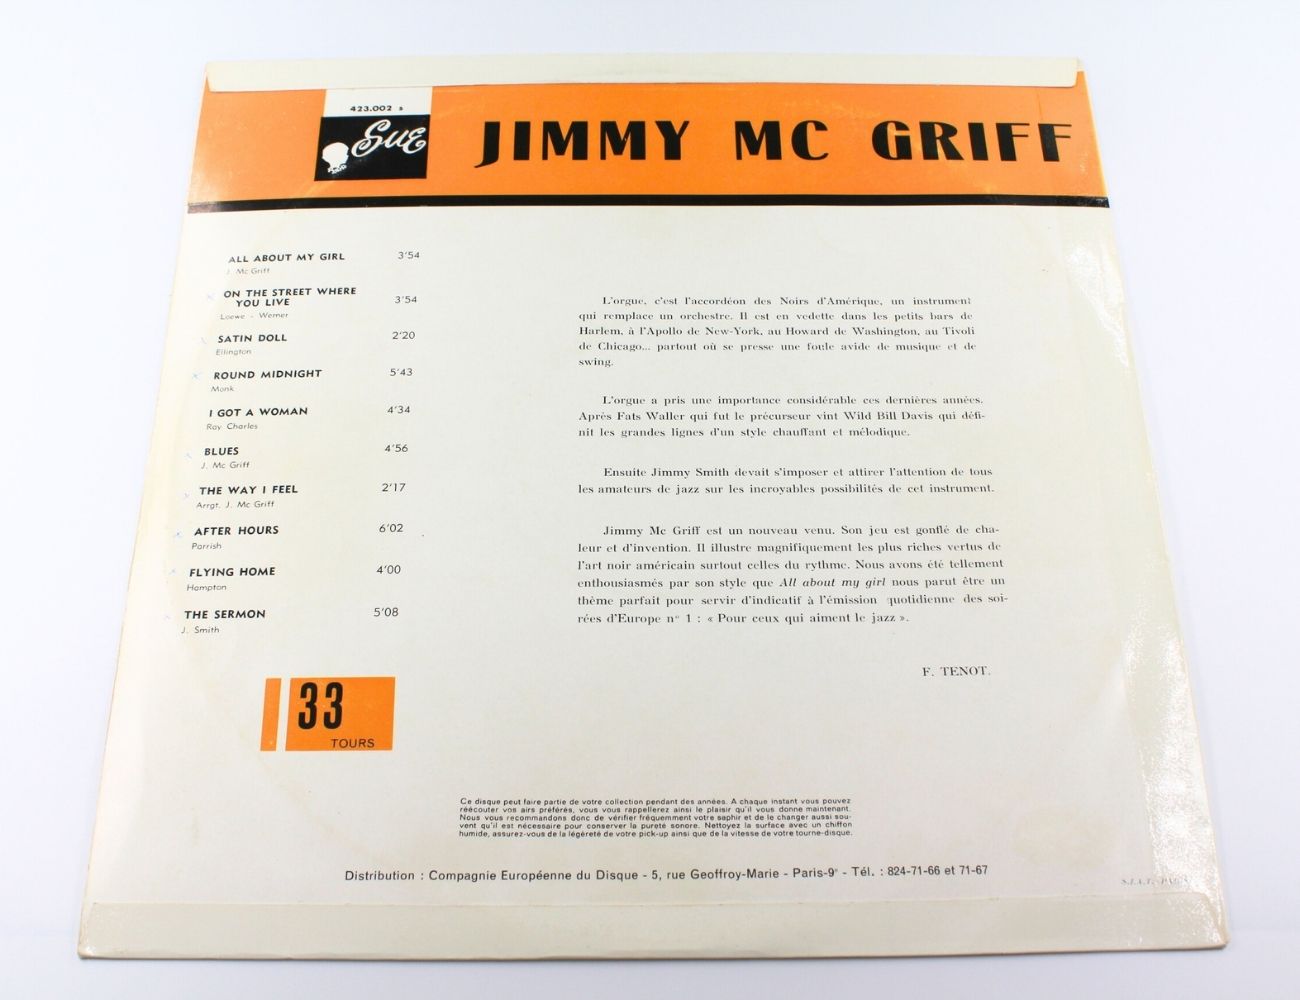 423.002 s
Sue
JIMMY MC GRIFF
ALL ABOUT MY GIRL 3'54
J. Mc Griff
ON THE STREET WHERE
YOU LIVE 3'54
Loewe - Werner
SATIN DOLL 2'20
Ellington
ROUND MIDNIGHT 5'43
Monk
I GOT A WOMAN 4'34
Ray Charles
BLUES 4'56
J. Mc Griff
THE WAY I FEEL 2'17
Arrgt. J. Mc Griff
AFTER HOURS 6'02
Parrish
FLYING HOME 4'00
Hampton
THE SERMON 5'08
J. Smith
33
TOURS
L'orgue, c'est l'accordéon des Noirs d'Amérique, un instrument
qui remplace un orchestre. Il est en vedette dans les petits bars de
Harlem, à l'Apollo de New-York, au Howard de Washington, au Tivoli
de Chicago... partout où se presse une foule avide de musique et de
swing.
L'orgue a pris une importance considérable ces dernières années.
Après Fats Waller qui fut le précurseur vint Wild Bill Davis qui défi-
nit les grandes lignes d'un style chauffant et mélodique.
Ensuite Jimmy Smith devait s'imposer et attirer l'attention de tous
les amateurs de jazz sur les incroyables possibilités de cet instrument.
Jimmy Mc Griff est un nouveau venu. Son jeu est gonflé de cha-
leur et d'invention. Il illustre magnifiquement les plus riches vertus de
l'art noir américain surtout celles du rythme. Nous avons été tellement
enthousiasmés par son style que All about my girl nous parut être un
thème parfait pour servir d'indicatif à l'émission quotidienne des soi-
rées d'Europe n° 1 : « Pour ceux qui aiment le jazz ».
F. TENOT.
Ce disque peut faire partie de votre collection pendant des années. A chaque instant vous pouvez
réécouter vos airs préférés, vous vous rappellerez ainsi le plaisir qu'il vous donne maintenant.
Nous vous recommandons donc de vérifier fréquemment votre saphir et de le changer aussi sou-
vent qu'il est nécessaire pour conserver la pureté sonore. Nettoyez la surface avec un chiffon
humide, assurez-vous de la légèreté de votre pick-up ainsi que de la vitesse de votre tourne-disque.
Distribution : Compagnie Européenne du Disque - 5, rue Geoffroy-Marie - Paris-9e - Tél. : 824-71-66 et 71-67